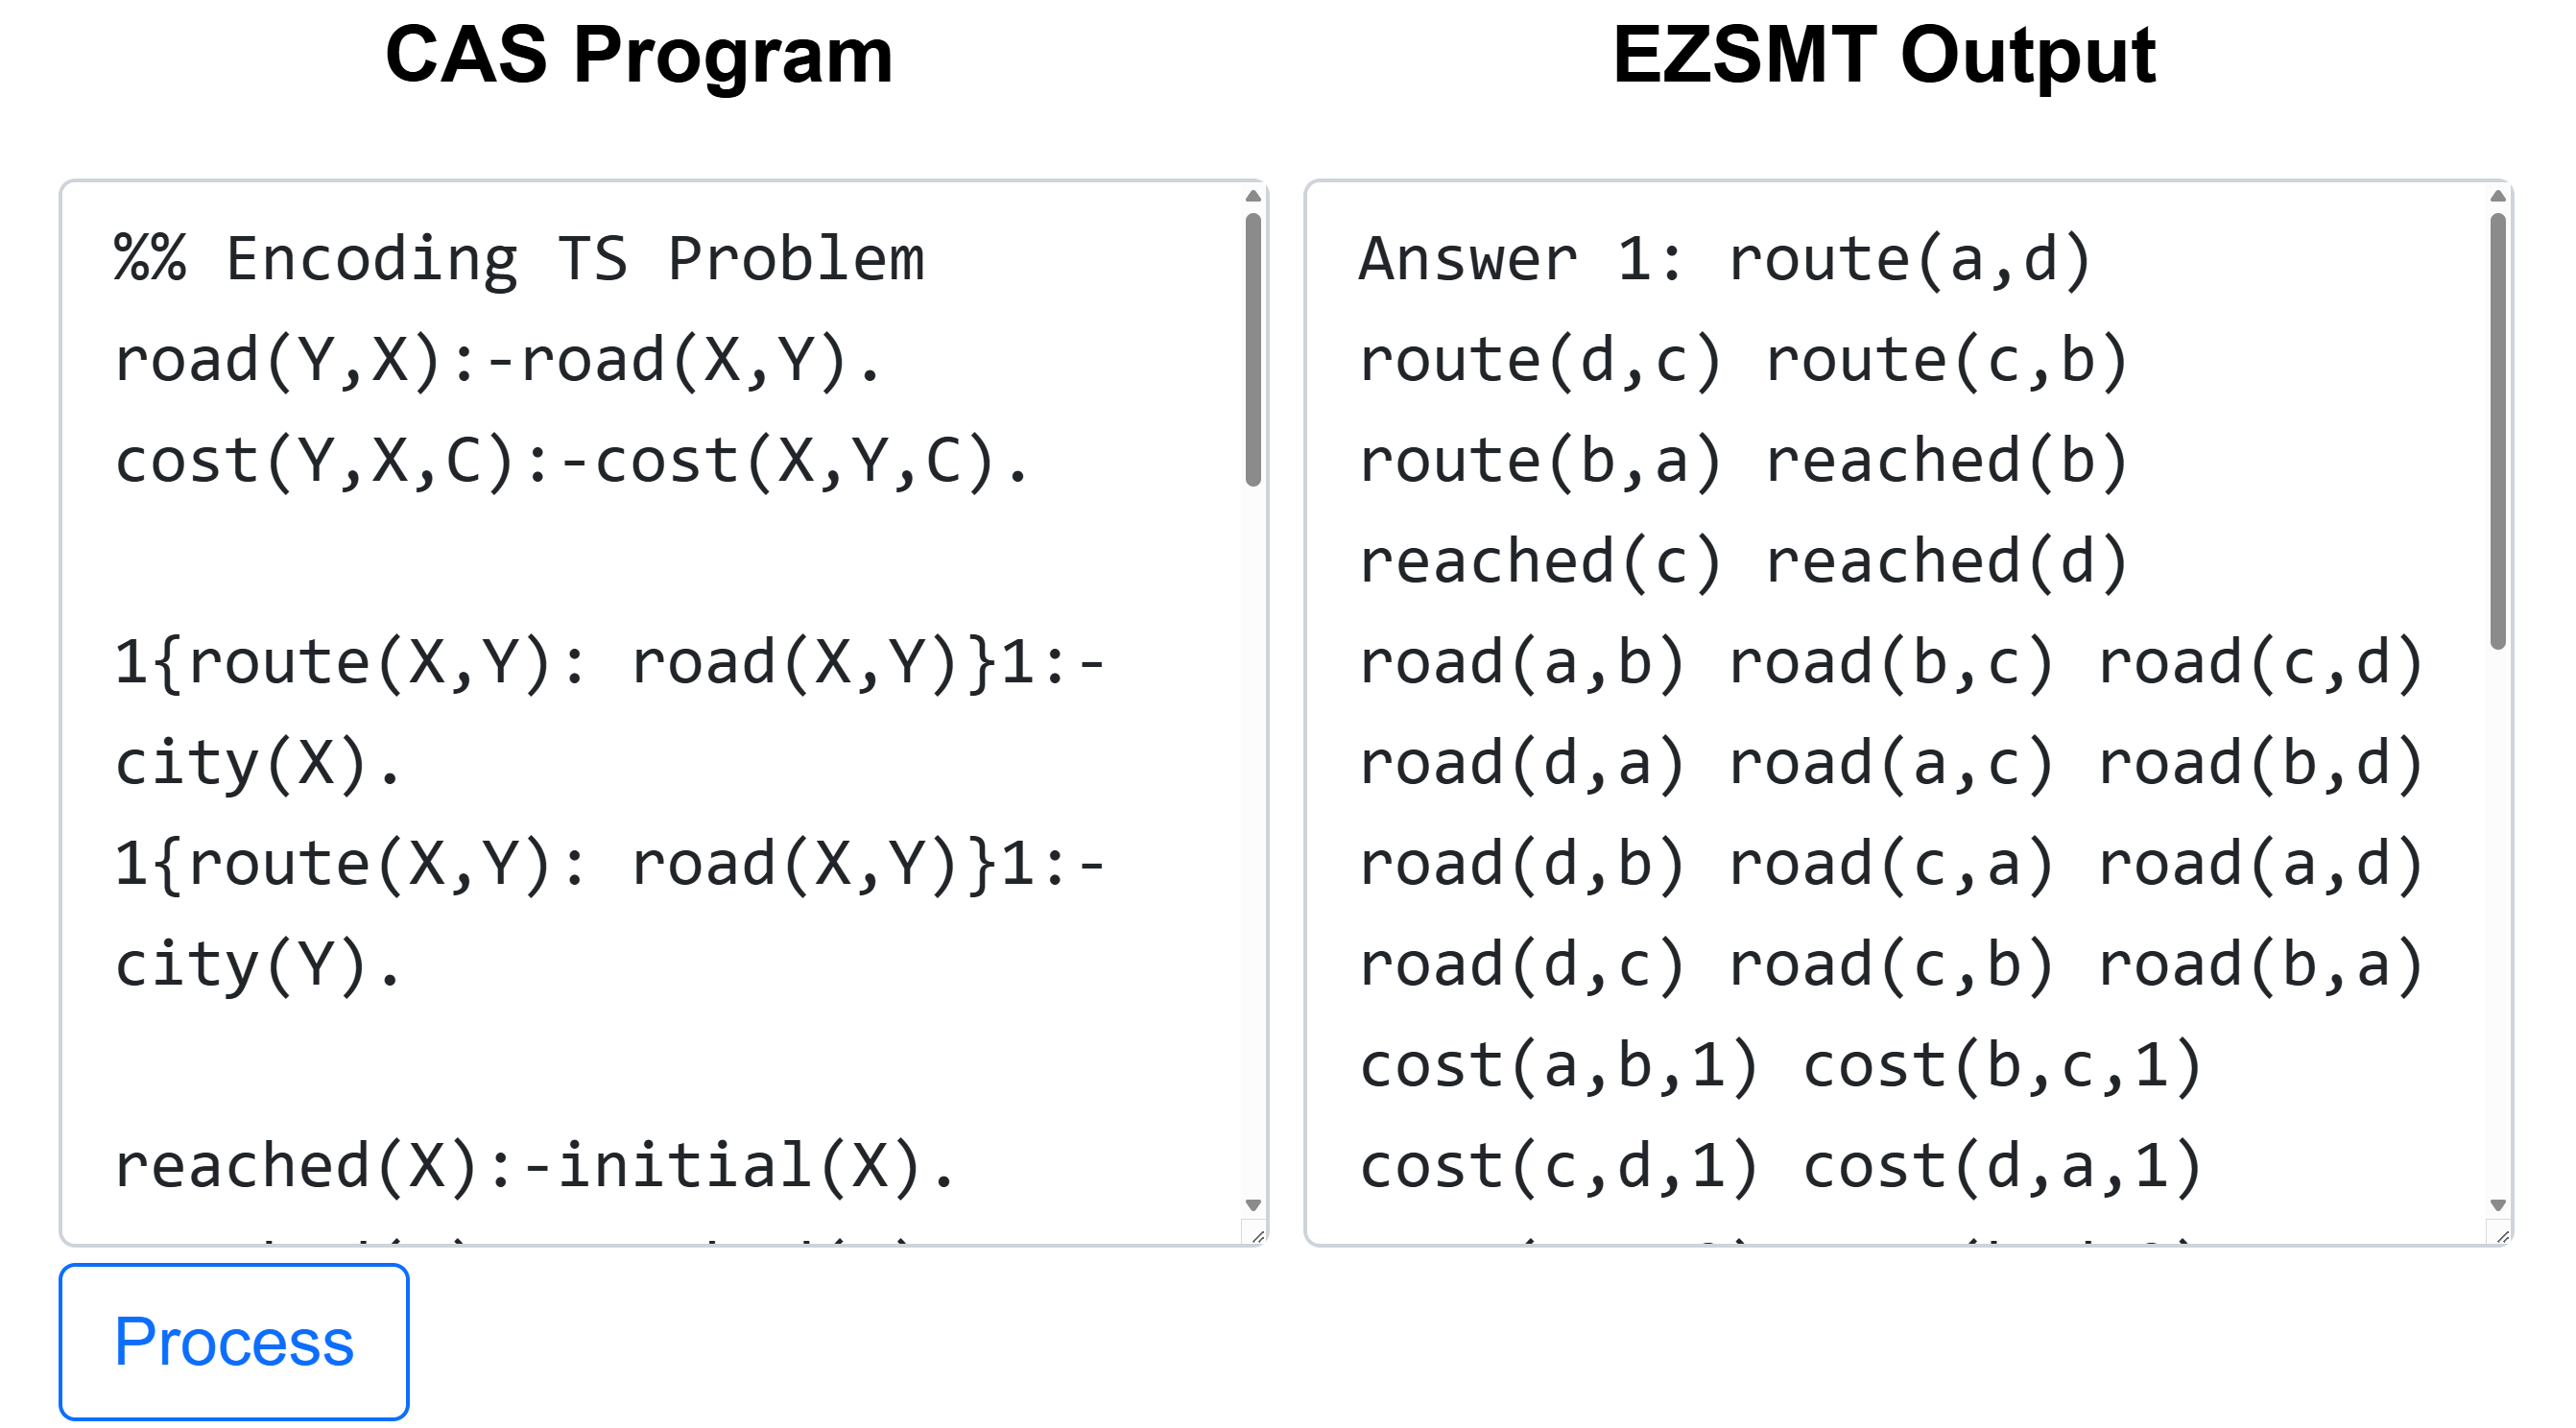 CAS Program
EZSMT Output
%% Encoding TS Problem
road(Y,X):-road(X,Y).
cost(Y,X,C):-cost(X,Y,C).
1{route(X,Y): road(X,Y)}1:-
city(X).
1{route(X,Y): road(X,Y)}1:-
city(Y).
reached(X):-initial(X).
Answer 1: route(a,d)
route(d,c) route(c,b)
route(b,a) reached(b)
reached(c) reached(d)
road(a,b) road(b,c) road(c,d)
road(d,a) road(a,c) road(b,d)
road(d,b) road(c,a) road(a,d)
road(d,c) road(c,b) road(b,a)
cost(a,b,1) cost(b,c,1)
cost(c,d,1) cost(d,a,1)
Process